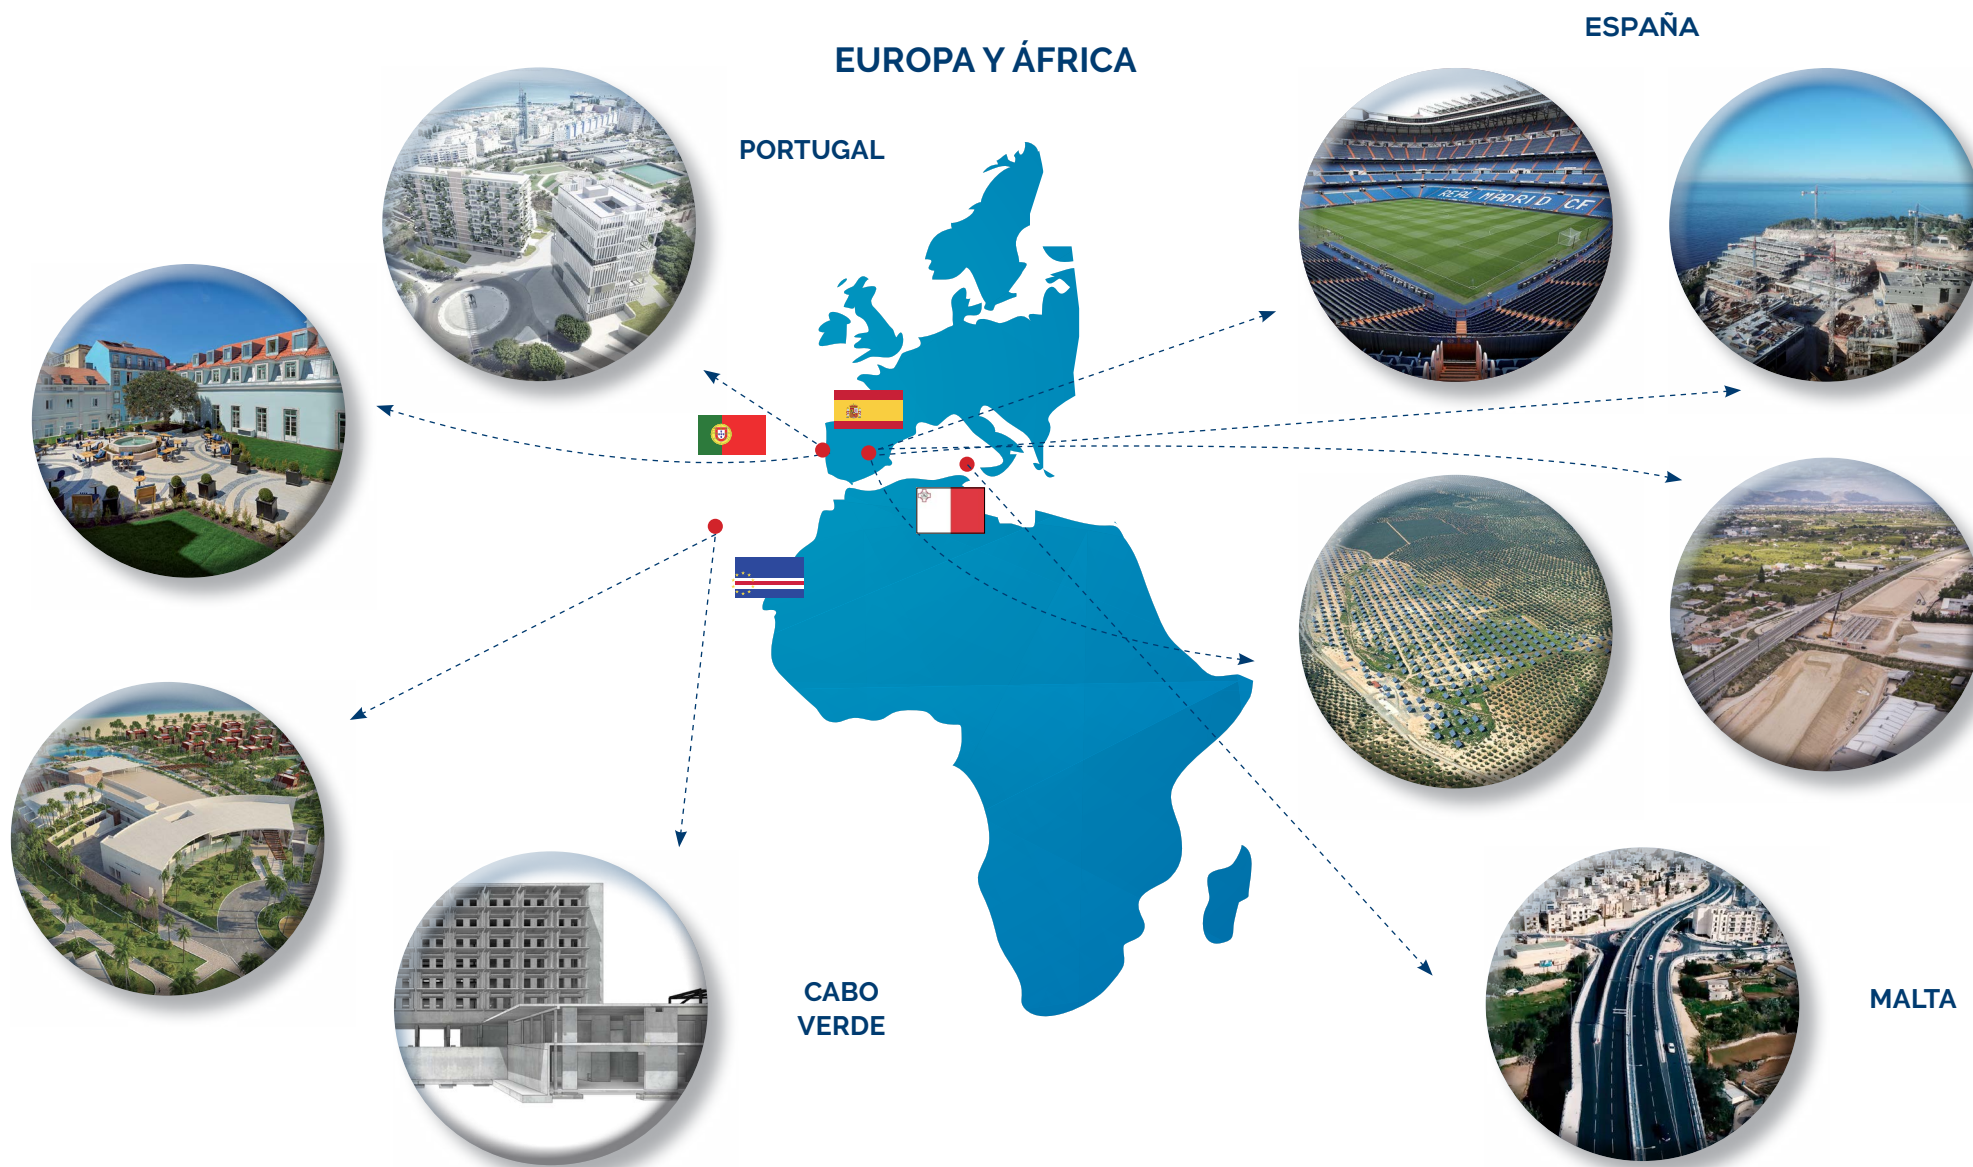 ESPAÑA
EUROPA Y ÁFRICA
PORTUGAL
REAL MADRID CF
CABO
VERDE
MALTA